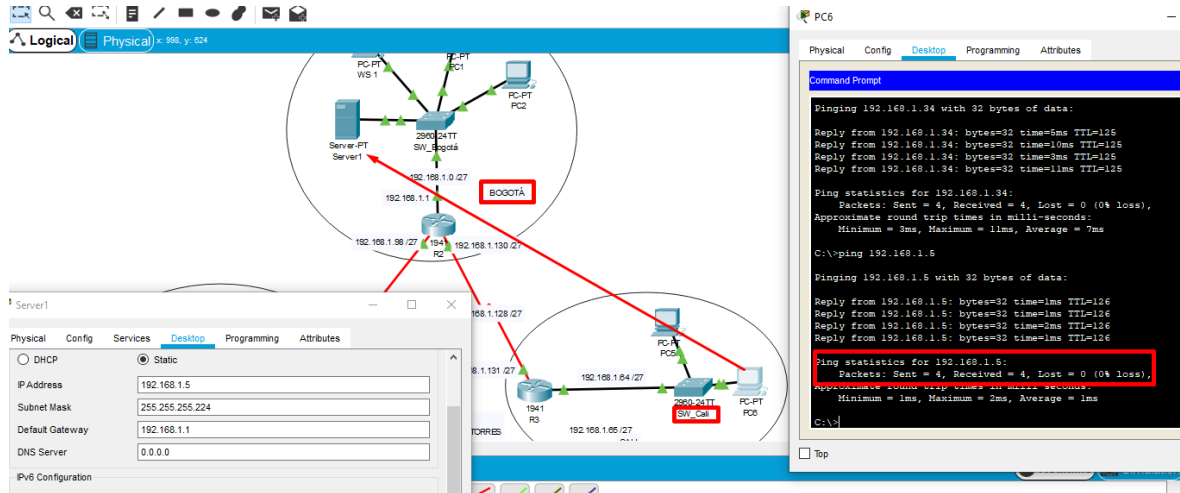 Logical
Physical
x: 998, y: 624
PC-PT
WS 1
PC-PT
PC1
PC-PT
PC2
Server-PT
Server1
2960-24TT
SW_Bogotá
192.168.1.0 /27
192.168.1.1
BOGOTÁ
192.168.1.98 /27
1941
R2
192.168.1.130 /27
Server1
Physical
Config
Services
Desktop
Programming
Attributes
DHCP
Static
IP Address
192.168.1.5
Subnet Mask
255.255.255.224
Default Gateway
192.168.1.1
DNS Server
0.0.0.0
IPv6 Configuration
168.1.128 /27
8.1.131 /27
1941
R3
TORRES
192.168.1.64 /27
PC-PT
PC5
2960-24TT
SW_Cali
PC-PT
PC6
192.168.1.65 /27
PC6
Physical
Config
Desktop
Programming
Attributes
Command Prompt
Pinging 192.168.1.34 with 32 bytes of data:
Reply from 192.168.1.34: bytes=32 time=5ms TTL=125
Reply from 192.168.1.34: bytes=32 time=10ms TTL=125
Reply from 192.168.1.34: bytes=32 time=3ms TTL=125
Reply from 192.168.1.34: bytes=32 time=11ms TTL=125
Ping statistics for 192.168.1.34:
Packets: Sent = 4, Received = 4, Lost = 0 (0% loss),
Approximate round trip times in milli-seconds:
Minimum = 3ms, Maximum = 11ms, Average = 7ms
C:\>ping 192.168.1.5
Pinging 192.168.1.5 with 32 bytes of data:
Reply from 192.168.1.5: bytes=32 time=1ms TTL=126
Reply from 192.168.1.5: bytes=32 time=1ms TTL=126
Reply from 192.168.1.5: bytes=32 time=2ms TTL=126
Reply from 192.168.1.5: bytes=32 time=1ms TTL=126
Ping statistics for 192.168.1.5:
Packets: Sent = 4, Received = 4, Lost = 0 (0% loss),
Approximate round trip times in milli-seconds:
Minimum = 1ms, Maximum = 2ms, Average = 1ms
C:\>
Top